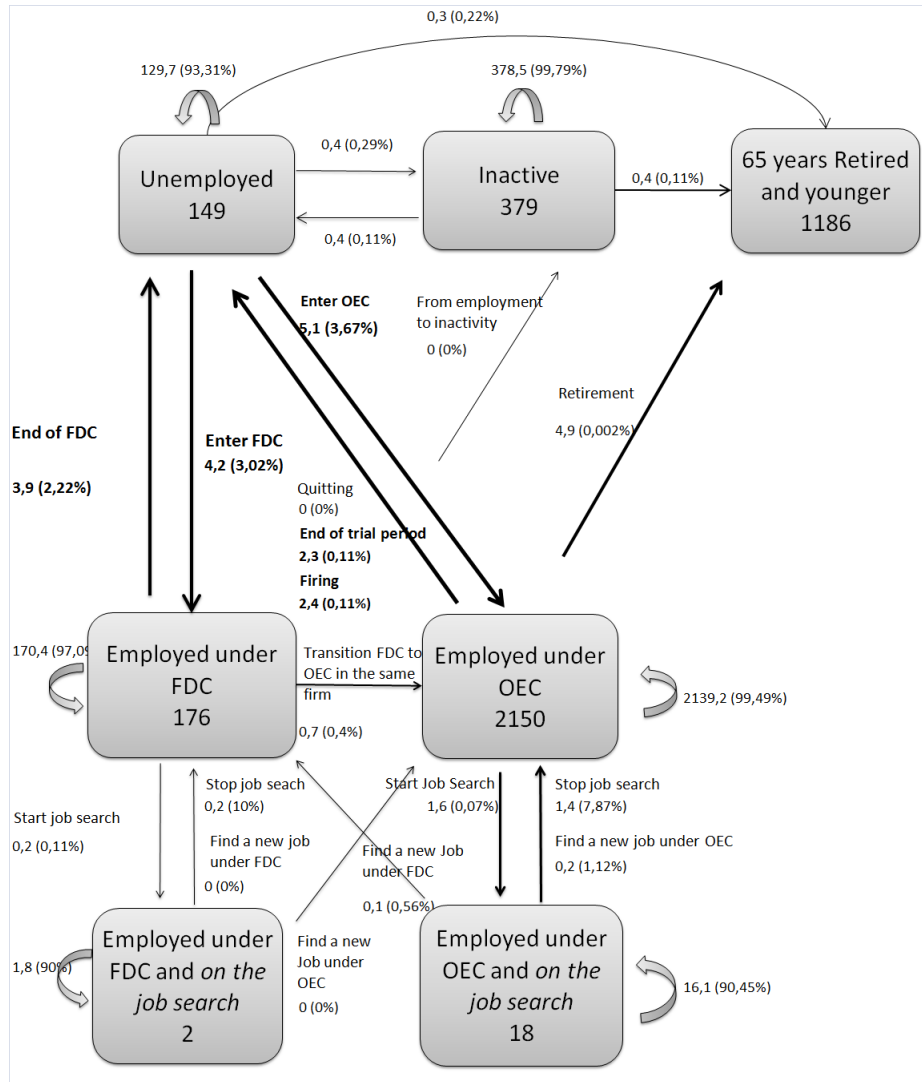 0,3 (0,22%)
129,7 (93,31%)
378,5 (99,79%)
Unemployed
149
0,4 (0,29%)
0,4 (0,11%)
Inactive
379
0,4 (0,11%)
65 years Retired
and younger
1186
Enter OEC
5,1 (3,67%)
From employment
to inactivity
0 (0%)
Retirement
4,9 (0,002%)
End of FDC
3,9 (2,22%)
Enter FDC
4,2 (3,02%)
Quitting
0 (0%)
End of trial period
2,3 (0,11%)
Firing
2,4 (0,11%)
170,4 (97,09
Employed under
FDC
176
Transition FDC to
OEC in the same
firm
0,7 (0,4%)
Employed under
OEC
2150
2139,2 (99,49%)
Start job search
0,2 (0,11%)
Stop job seach
0,2 (10%)
Find a new job
under FDC
0 (0%)
Start Job Search
1,6 (0,07%)
Find a new Job
under FDC
0,1 (0,56%)
Stop job search
1,4 (7,87%)
Find a new job under OEC
0,2 (1,12%)
1,8 (90%)
Employed under
FDC and on the
job search
2
Find a new
Job under
OEC
0 (0%)
Employed under
OEC and on the
job search
18
16,1 (90,45%)